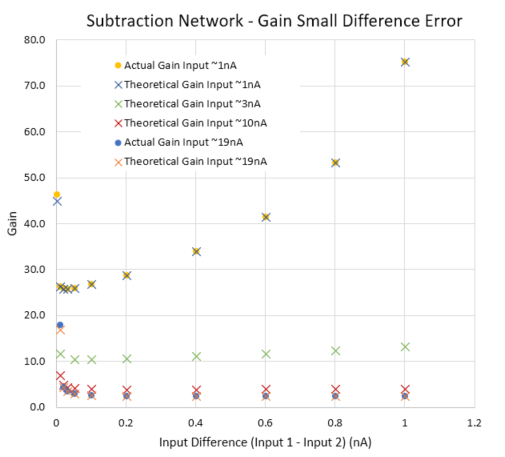 Subtraction Network - Gain Small Difference Error
80.0
70.0
60.0
50.0
40.0
30.0
20.0
10.0
0.0
Gain
Actual Gain Input ~1nA
Theoretical Gain Input ~1nA
Theoretical Gain Input ~3nA
Theoretical Gain Input ~10nA
Actual Gain Input ~19nA
Theoretical Gain Input ~19nA
0 0.2 0.4 0.6 0.8 1 1.2
Input Difference (Input 1 - Input 2) (nA)